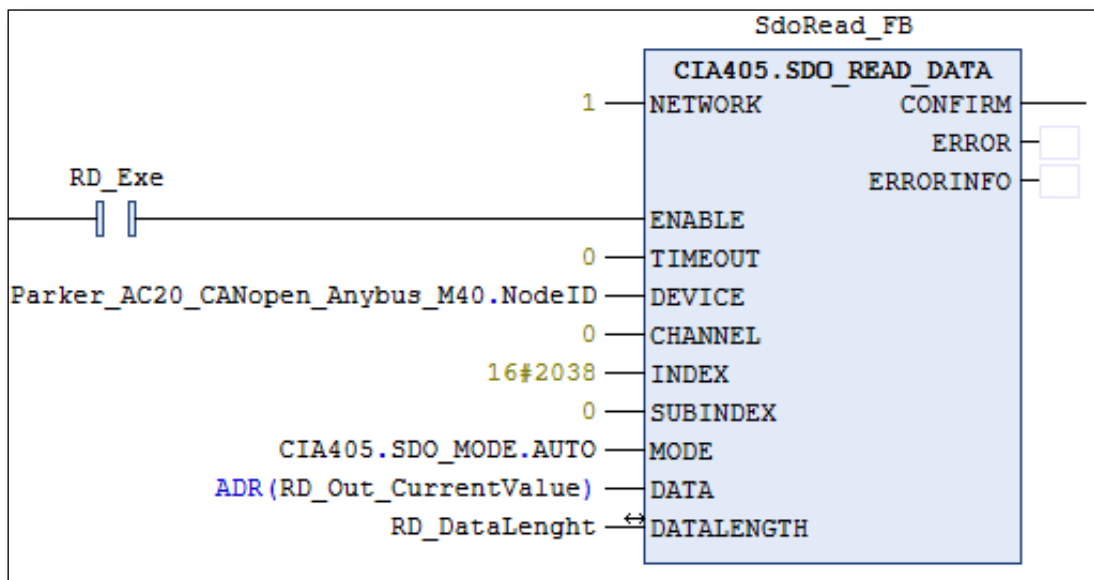 SdoRead_FB
CIA405.SDO_READ_DATA
1 NETWORK CONFIRM
ERROR
RD_Exe ERRORINFO
ENABLE
0 TIMEOUT
Parker_AC20_CANopen_Anybus_M40.NodeID DEVICE
0 CHANNEL
16#2038 INDEX
0 SUBINDEX
CIA405.SDO_MODE.AUTO MODE
ADR(RD_Out_CurrentValue) DATA
RD_DataLenght DATALENGTH